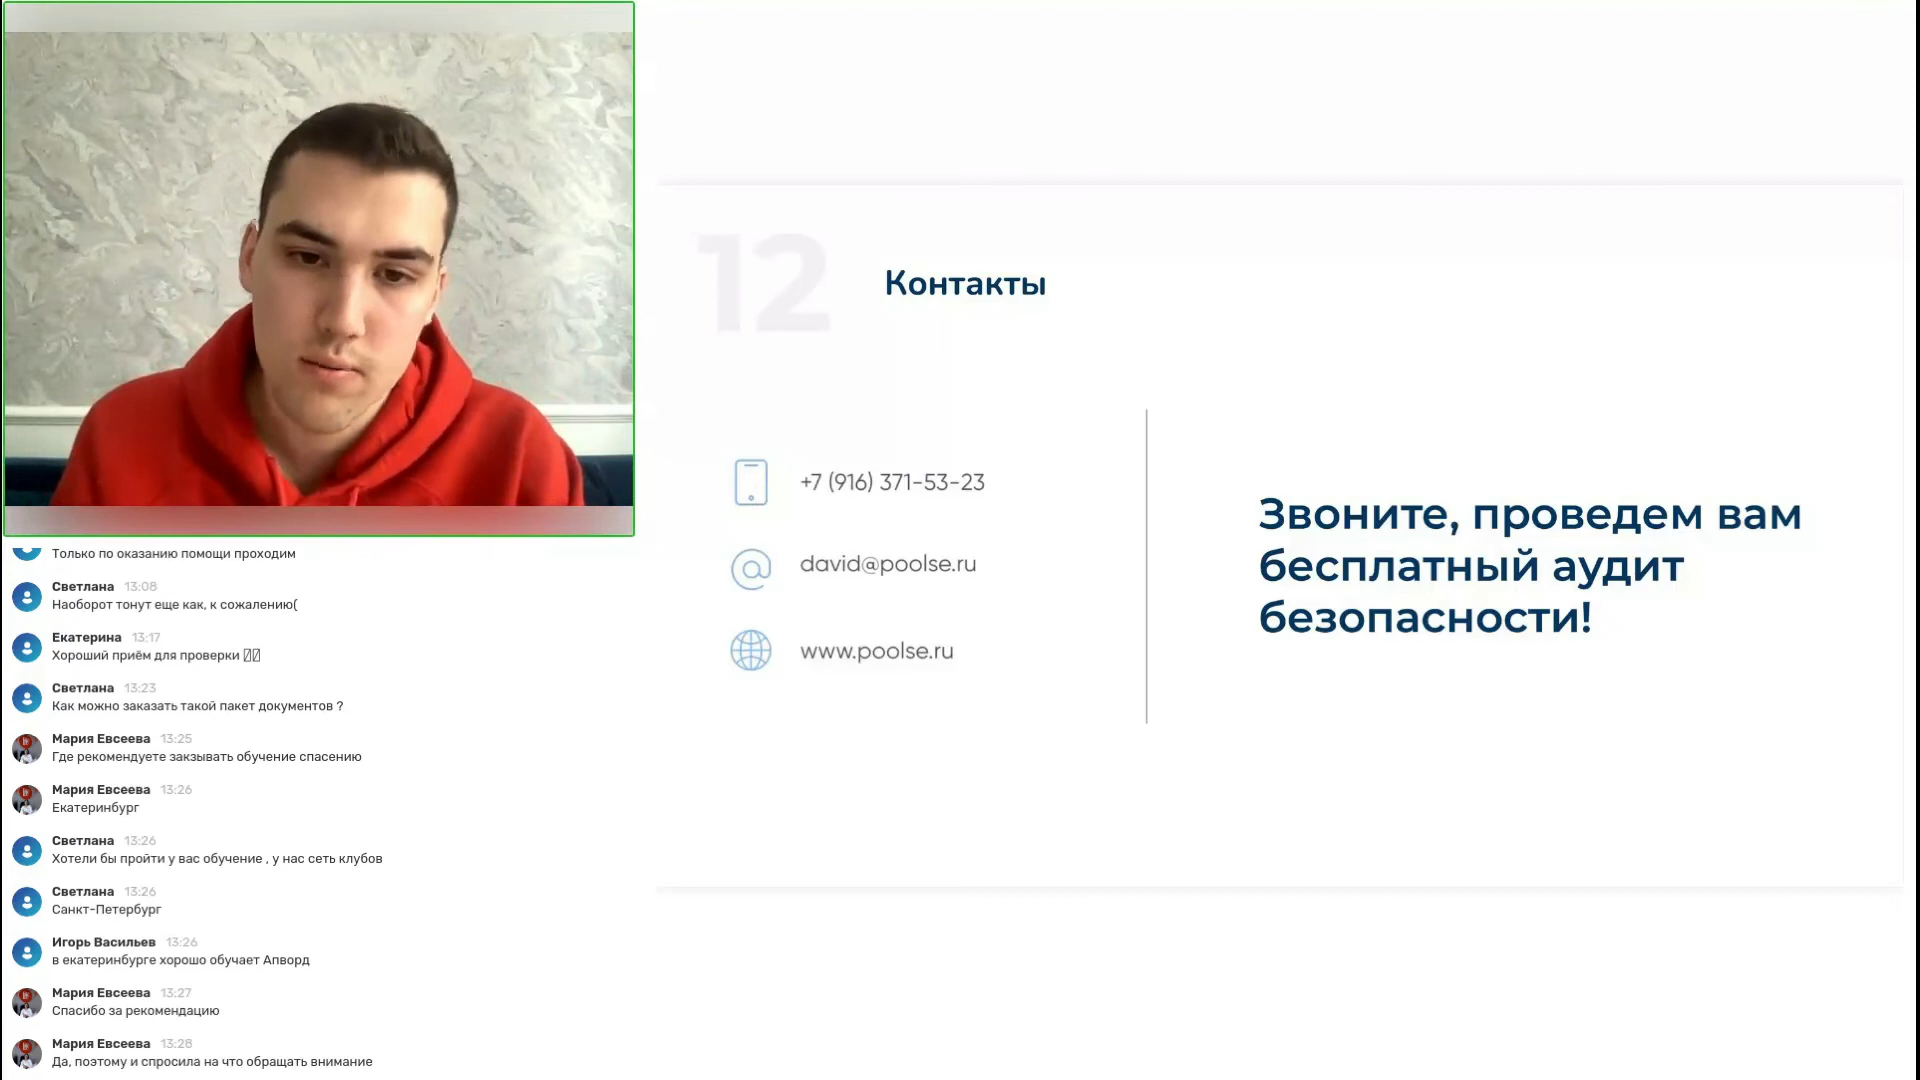 Только по оказанию помощи проходим
Светлана 13:08
Наоборот тонут еще как, к сожалению(
Екатерина 13:17
Хороший приём для проверки
Светлана 13:23
Как можно заказать такой пакет документов ?
Мария Евсеева 13:25
Где рекомендуете закзывать обучение спасению
Мария Евсеева 13:26
Екатеринбург
Светлана 13:26
Хотели бы пройти у вас обучение , у нас сеть клубов
Светлана 13:26
Санкт-Петербург
Игорь Васильев 13:26
в екатеринбурге хорошо обучает Апворд
Мария Евсеева 13:27
Спасибо за рекомендацию
Мария Евсеева 13:28
Да, поэтому и спросила на что обращать внимание
12
Контакты
+7 (916) 371-53-23
david@poolse.ru
www.poolse.ru
Звоните, проведем вам
бесплатный аудит
безопасности!